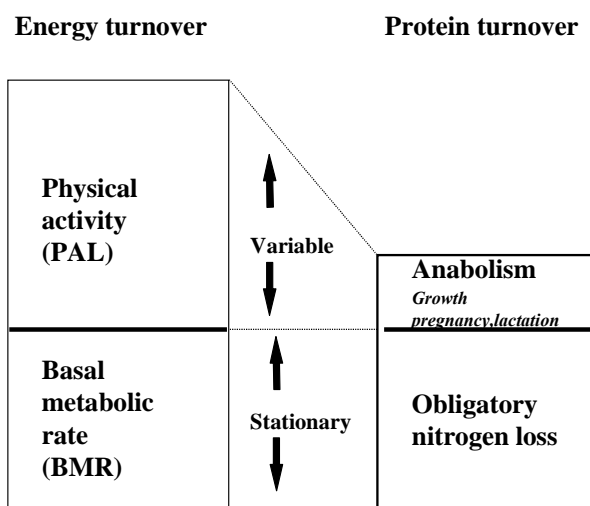 Energy turnover
Protein turnover
Physical
activity
(PAL)
Variable
Anabolism
Growth
pregnancy,lactation
Basal
metabolic
rate
(BMR)
Stationary
Obligatory
nitrogen loss